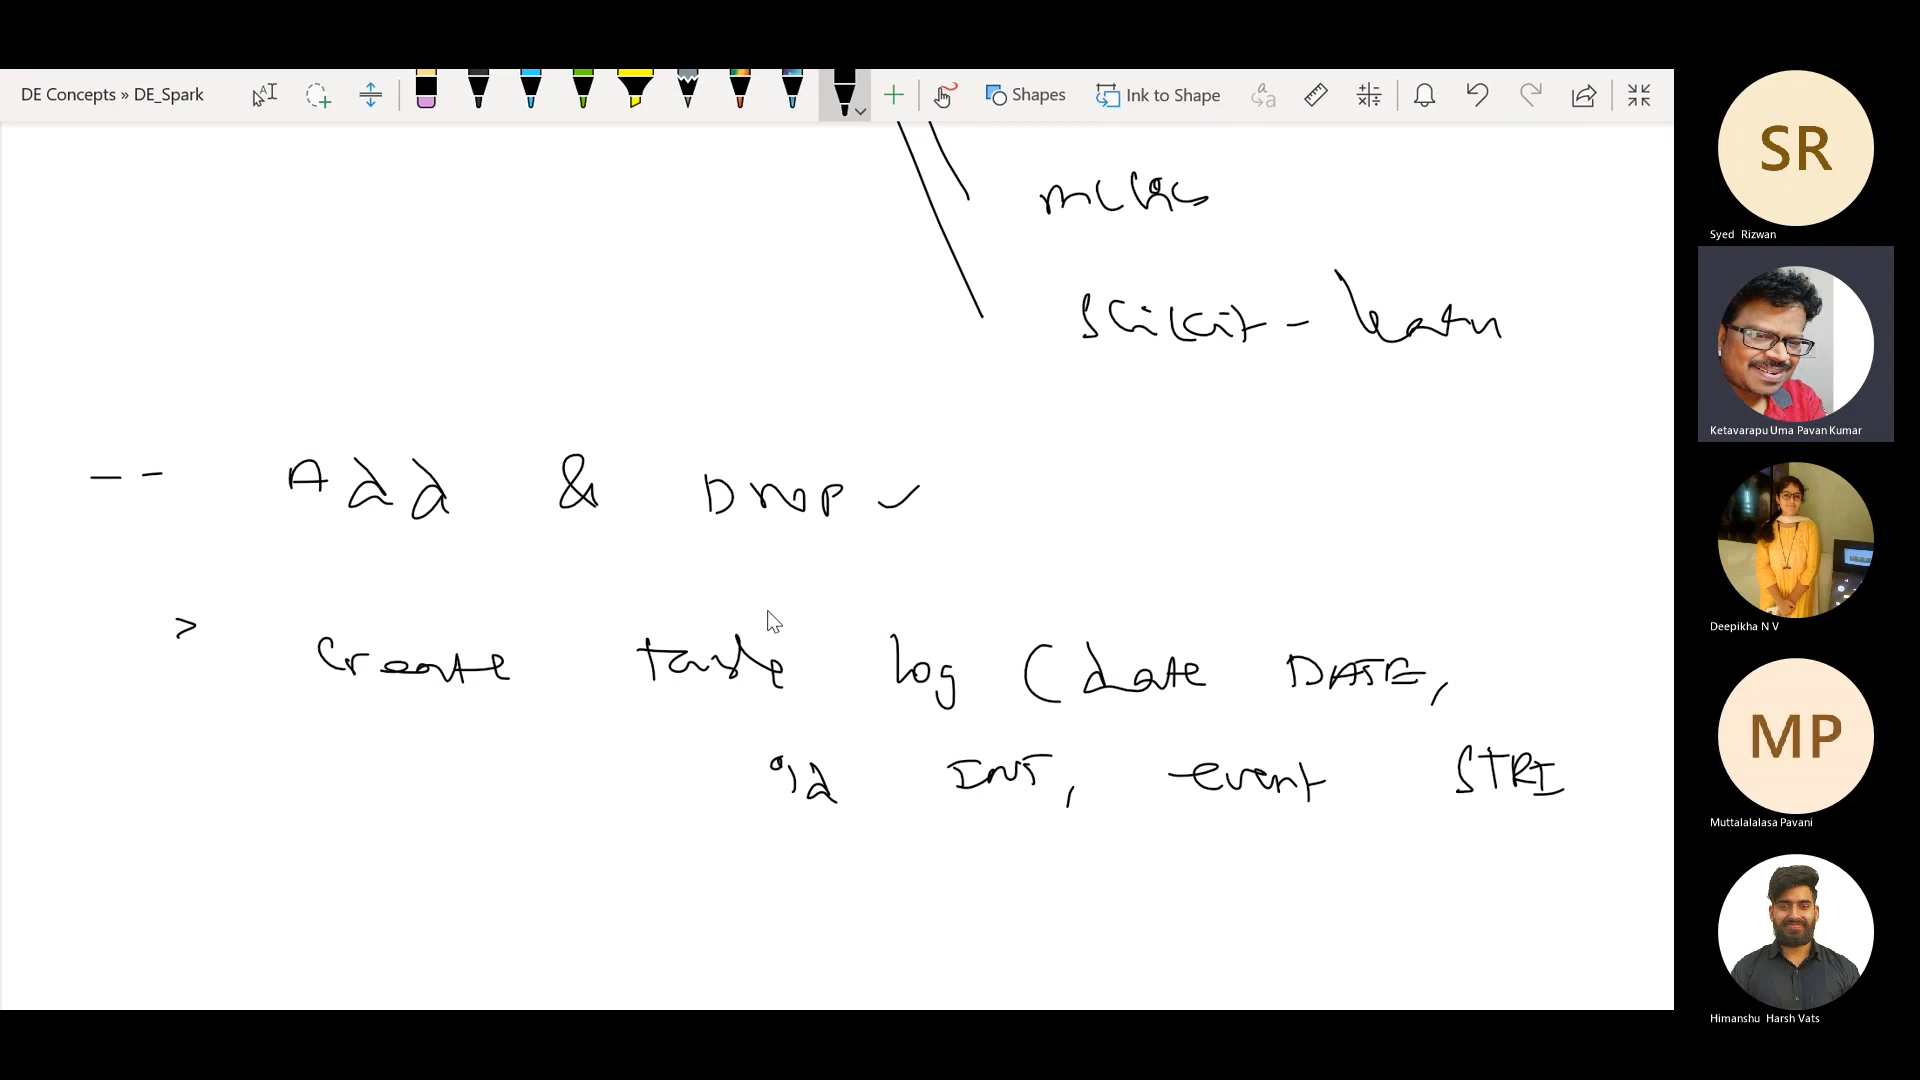 DE Concepts » DE_Spark
Shapes
Ink to Shape
scikit - learn
-- Add & DROP ✓
> Create table log (date DATE,
id INT, event STRI
SR
Syed Rizwan
Ketavarapu Uma Pavan Kumar
Deepikha N V
MP
Muttalalalasa Pavani
Himanshu Harsh Vats